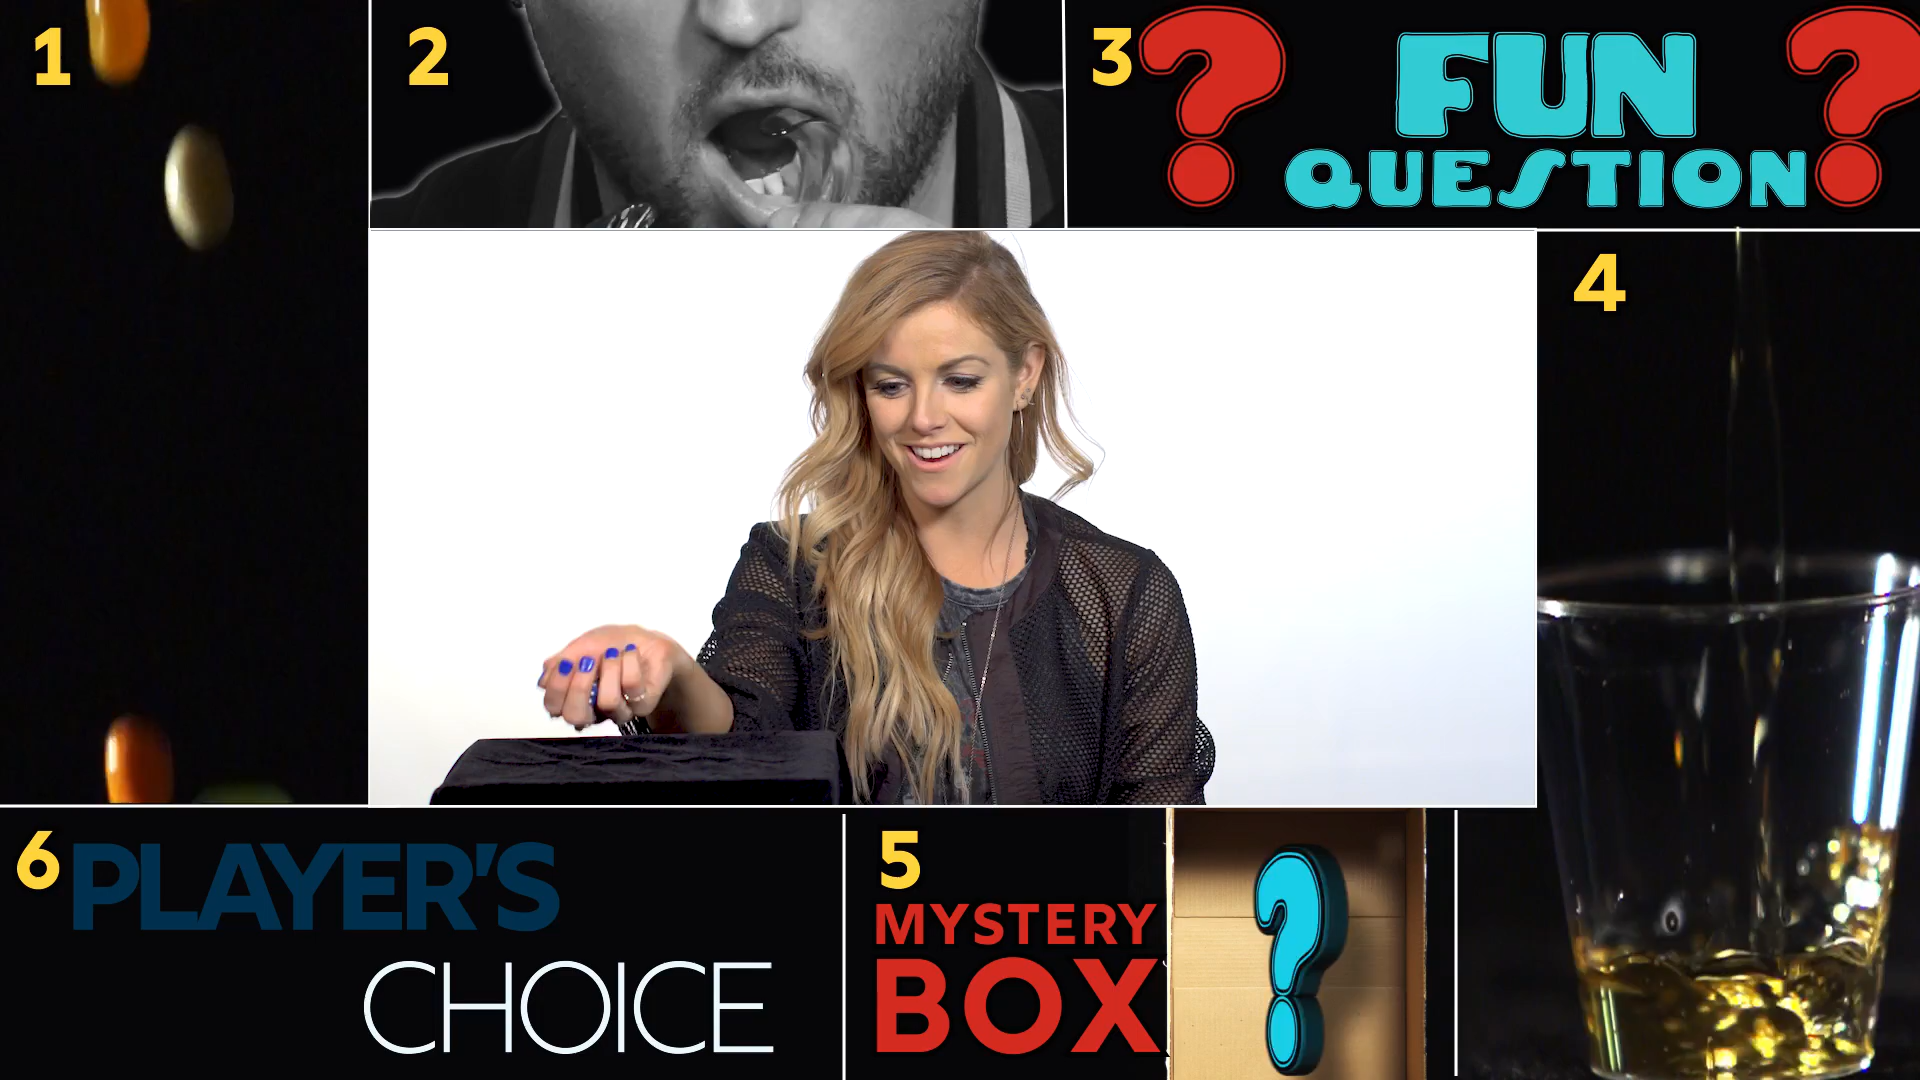 1
2
3
? FUN ?
QUESTION
4
6
PLAYER'S
CHOICE
5
MYSTERY
BOX
?